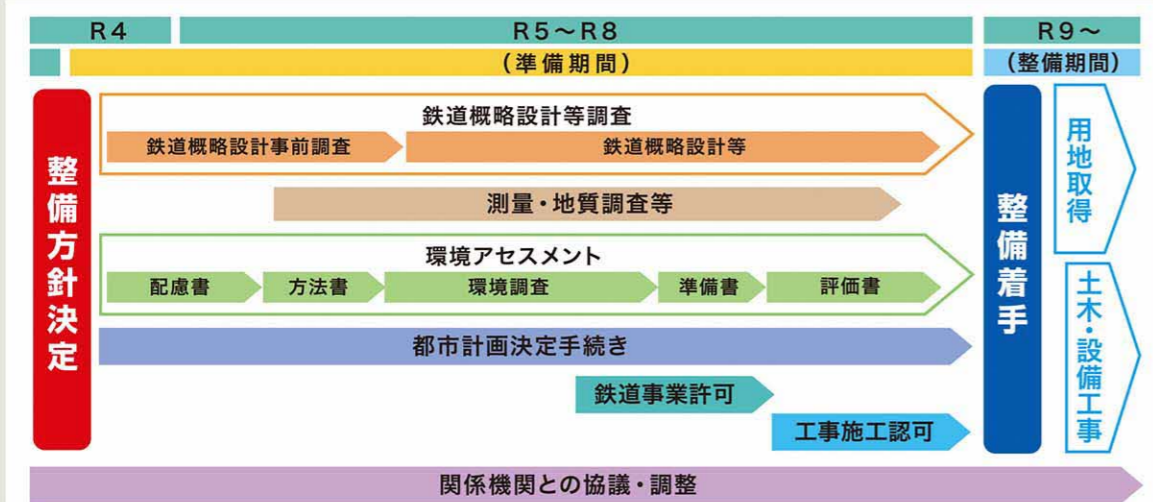 R4
R5～R8
R9～
(準備期間)
(整備期間)
整備方針決定
鉄道概略設計等調査
鉄道概略設計事前調査
鉄道概略設計等
測量・地質調査等
環境アセスメント
配慮書
方法書
環境調査
準備書
評価書
都市計画決定手続き
鉄道事業許可
工事施工認可
整備着手
用地取得
土木・設備工事
関係機関との協議・調整